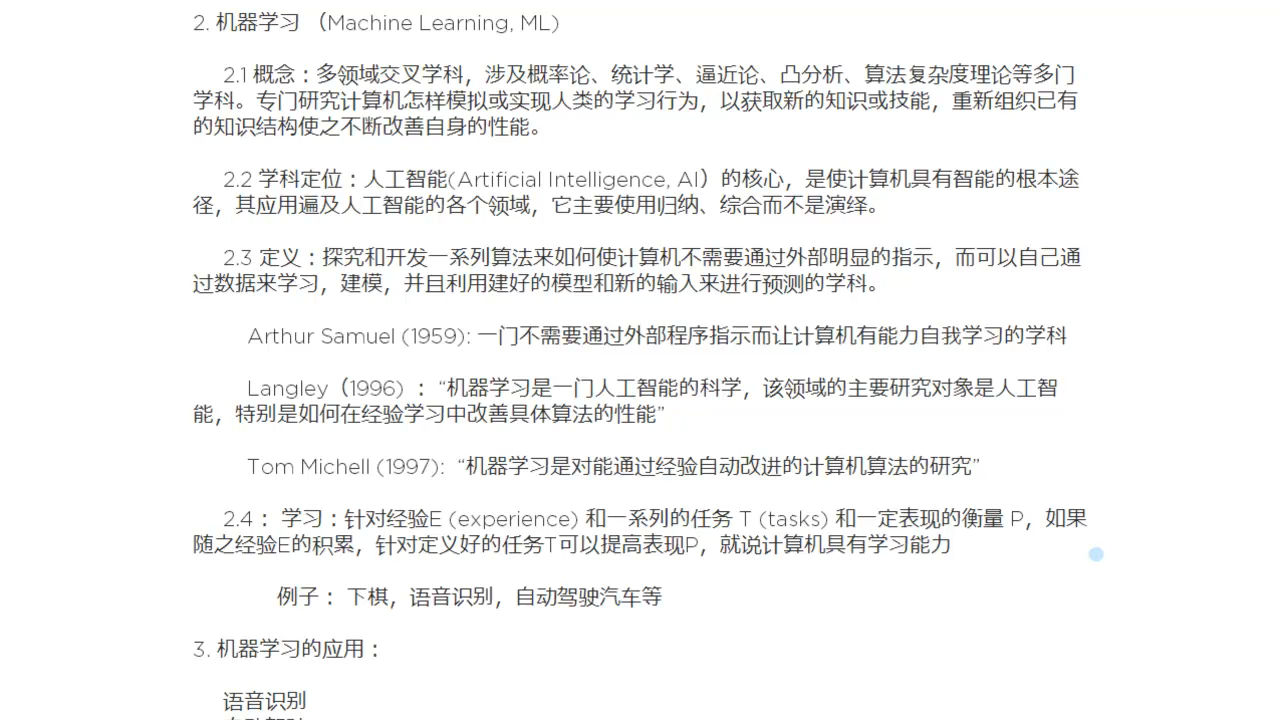 2. 机器学习 （Machine Learning, ML)
2.1 概念：多领域交叉学科，涉及概率论、统计学、逼近论、凸分析、算法复杂度理论等多门
学科。专门研究计算机怎样模拟或实现人类的学习行为，以获取新的知识或技能，重新组织已有
的知识结构使之不断改善自身的性能。
2.2 学科定位：人工智能(Artificial Intelligence, AI）的核心，是使计算机具有智能的根本途
径，其应用遍及人工智能的各个领域，它主要使用归纳、综合而不是演绎。
2.3 定义：探究和开发一系列算法来如何使计算机不需要通过外部明显的指示，而可以自己通
过数据来学习，建模，并且利用建好的模型和新的输入来进行预测的学科。
Arthur Samuel (1959): 一门不需要通过外部程序指示而让计算机有能力自我学习的学科
Langley（1996) ： “机器学习是一门人工智能的科学，该领域的主要研究对象是人工智
能，特别是如何在经验学习中改善具体算法的性能”
Tom Michell (1997): “机器学习是对能通过经验自动改进的计算机算法的研究”
2.4： 学习：针对经验E (experience) 和一系列的任务 T (tasks) 和一定表现的衡量 P，如果
随之经验E的积累，针对定义好的任务T可以提高表现P，就说计算机具有学习能力
例子： 下棋，语音识别，自动驾驶汽车等
3. 机器学习的应用：
语音识别